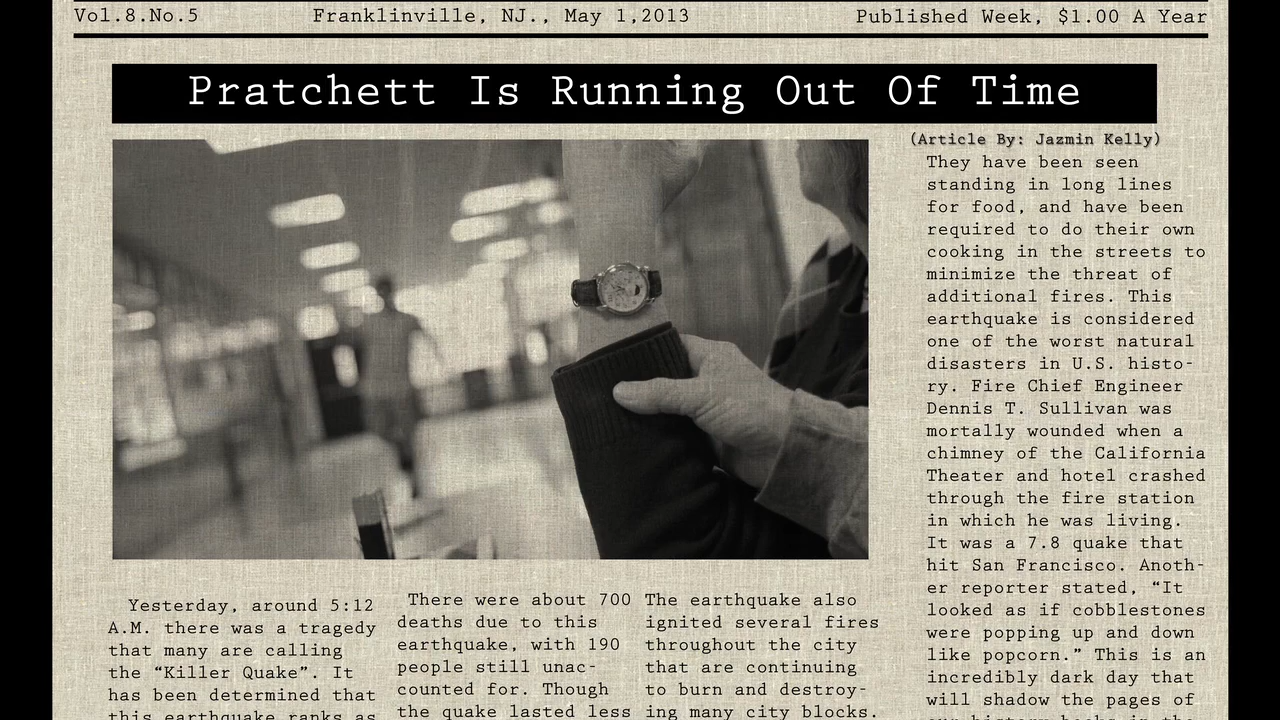 Vol.8.No.5 Franklinville, NJ., May 1,2013 Published Week, $1.00 A Year
Pratchett Is Running Out Of Time
Yesterday, around 5:12
A.M. there was a tragedy
that many are calling
the “Killer Quake”. It
has been determined that
this earthquake ranks as
There were about 700
deaths due to this
earthquake, with 190
people still unac-
counted for. Though
the quake lasted less
The earthquake also
ignited several fires
throughout the city
that are continuing
to burn and destroy-
ing many city blocks.
(Article By: Jazmin Kelly)
They have been seen
standing in long lines
for food, and have been
required to do their own
cooking in the streets to
minimize the threat of
additional fires. This
earthquake is considered
one of the worst natural
disasters in U.S. histo-
ry. Fire Chief Engineer
Dennis T. Sullivan was
mortally wounded when a
chimney of the California
Theater and hotel crashed
through the fire station
in which he was living.
It was a 7.8 quake that
hit San Francisco. Anoth-
er reporter stated, “It
looked as if cobblestones
were popping up and down
like popcorn.” This is an
incredibly dark day that
will shadow the pages of